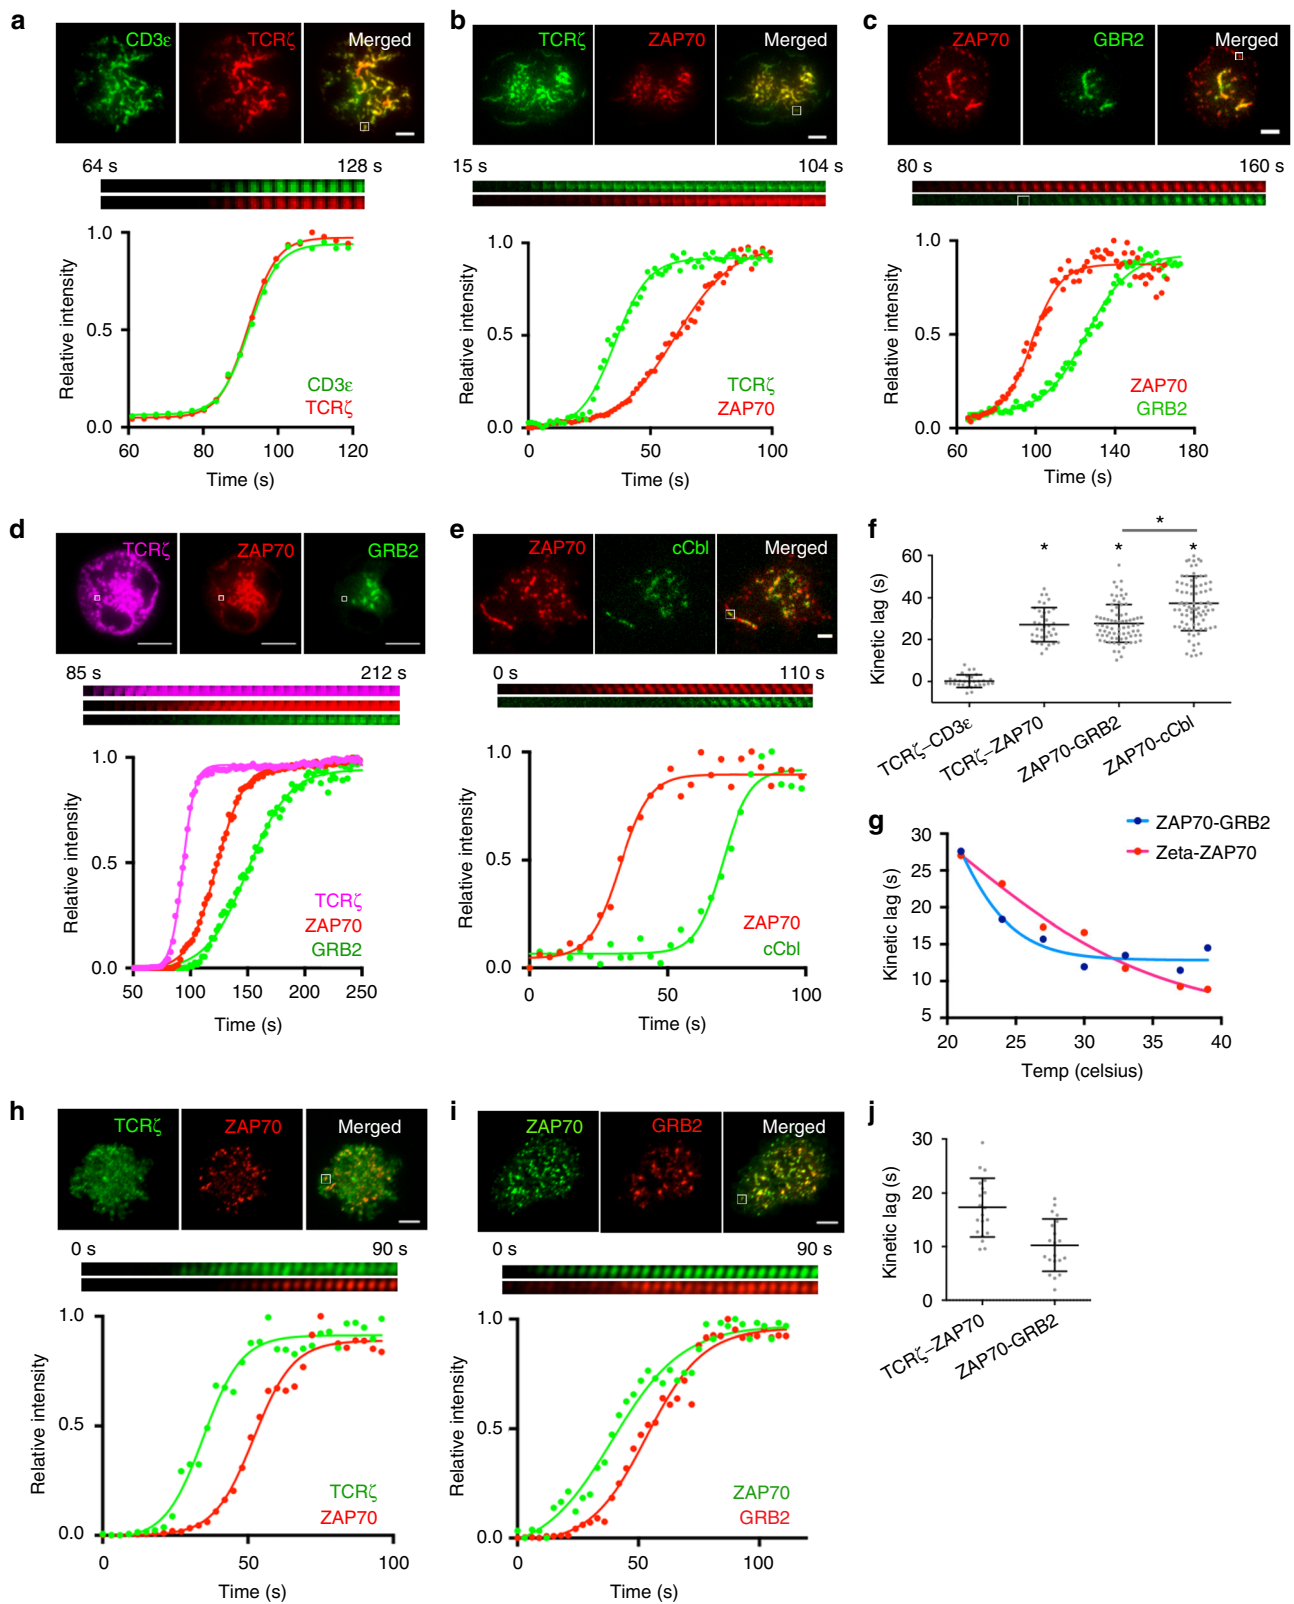 a
CD3ε TCRζ Merged
64 s 128 s
1.0
0.5
0.0
Relative intensity
CD3ε
TCRζ
60 80 100 120
Time (s)
b
TCRζ ZAP70 Merged
15 s 104 s
1.0
0.5
0.0
Relative intensity
TCRζ
ZAP70
0 50 100
Time (s)
c
ZAP70 GBR2 Merged
80 s 160 s
1.0
0.5
0.0
Relative intensity
ZAP70
GRB2
60 100 140 180
Time (s)
d
TCRζ ZAP70 GRB2
85 s 212 s
1.0
0.5
0.0
Relative intensity
TCRζ
ZAP70
GRB2
50 100 150 200 250
Time (s)
e
ZAP70 cCbl Merged
0 s 110 s
1.0
0.5
0.0
Relative intensity
ZAP70
cCbl
0 50 100
Time (s)
f
*
* * *
60
40
20
0
Kinetic lag (s)
TCRζ–CD3ε
TCRζ–ZAP70
ZAP70-GRB2
ZAP70-cCbl
g
ZAP70-GRB2
Zeta-ZAP70
30
25
20
15
10
5
Kinetic lag (s)
20 25 30 35 40
Temp (celsius)
h
TCRζ ZAP70 Merged
0 s 90 s
1.0
0.5
0.0
Relative intensity
TCRζ
ZAP70
0 50 100
Time (s)
i
ZAP70 GRB2 Merged
0 s 90 s
1.0
0.5
0.0
Relative intensity
ZAP70
GRB2
0 50 100
Time (s)
j
30
20
10
0
Kinetic lag (s)
TCRζ–ZAP70
ZAP70-GRB2